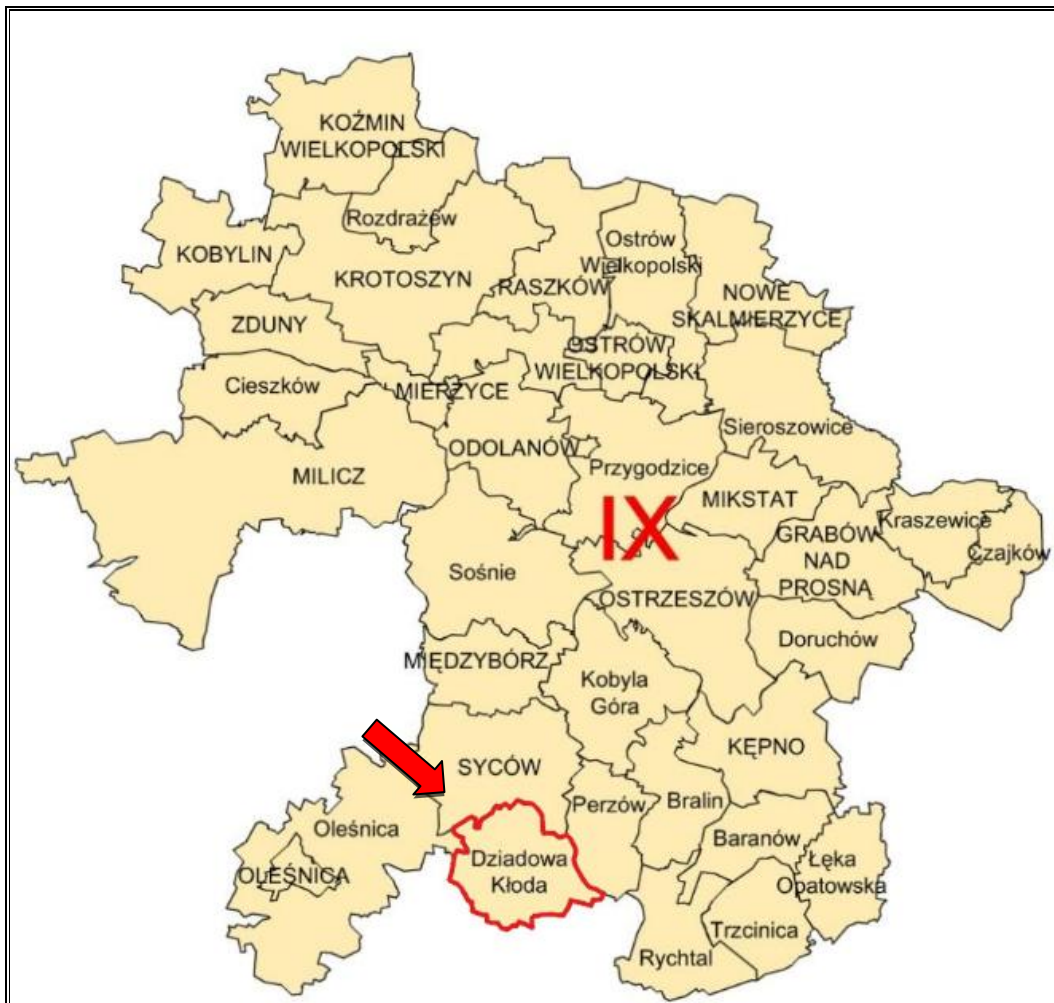 KOŹMIN
WIELKOPOLSKI
Rozdrażew
KOBYLIN
KROTOSZYN
RASZKÓW
Ostrów
Wielkopolski
NOWE
SKALMIERZYCE
ZDUNY
OSTRÓW
WIELKOPOLSKI
Cieszków
MIERZYCE
ODOLANÓW
Sieroszowice
MILICZ
Przygodzice
MIKSTAT
Kraszewice
Czajków
GRABÓW
NAD
PROSNĄ
IX
Sośnie
OSTRZESZÓW
Doruchów
MIĘDZYBÓRZ
Kobyla
Góra
KĘPNO
SYCÓW
Perzów
Bralin
Oleśnica
Baranów
Łęka
Opatowska
OLEŚNICA
Dziadowa
Kłoda
Trzcinica
Rychtal